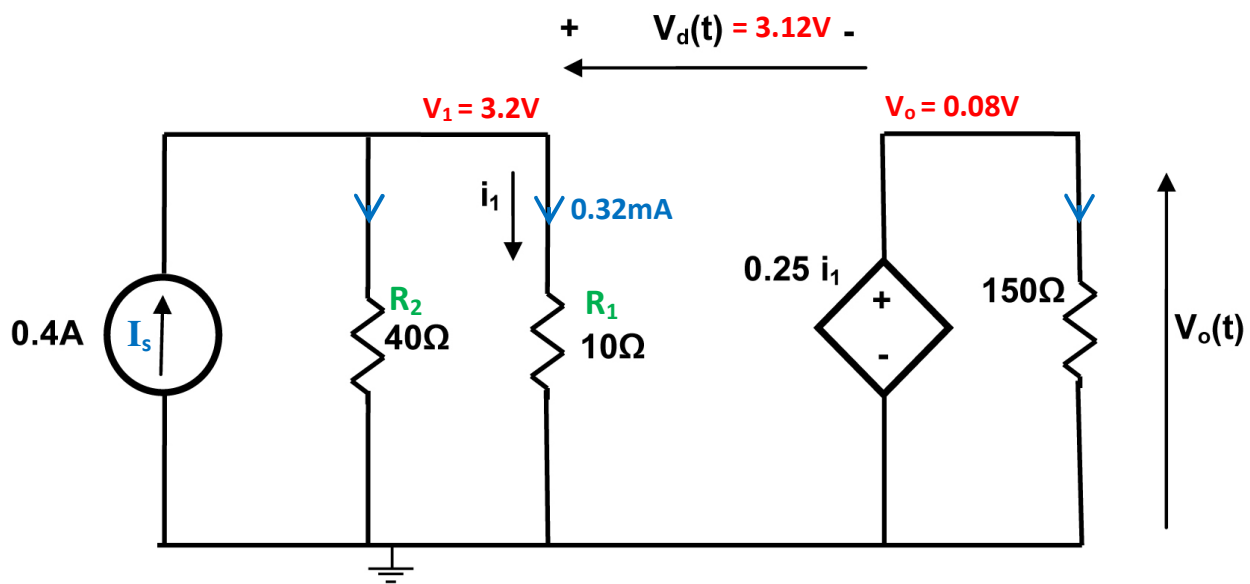 + Vd(t) = 3.12V -
V1 = 3.2V
Vo = 0.08V
i1
0.32mA
0.25 i1
R2
R1
150Ω
+
0.4A
Is
40Ω
10Ω
Vo(t)
-